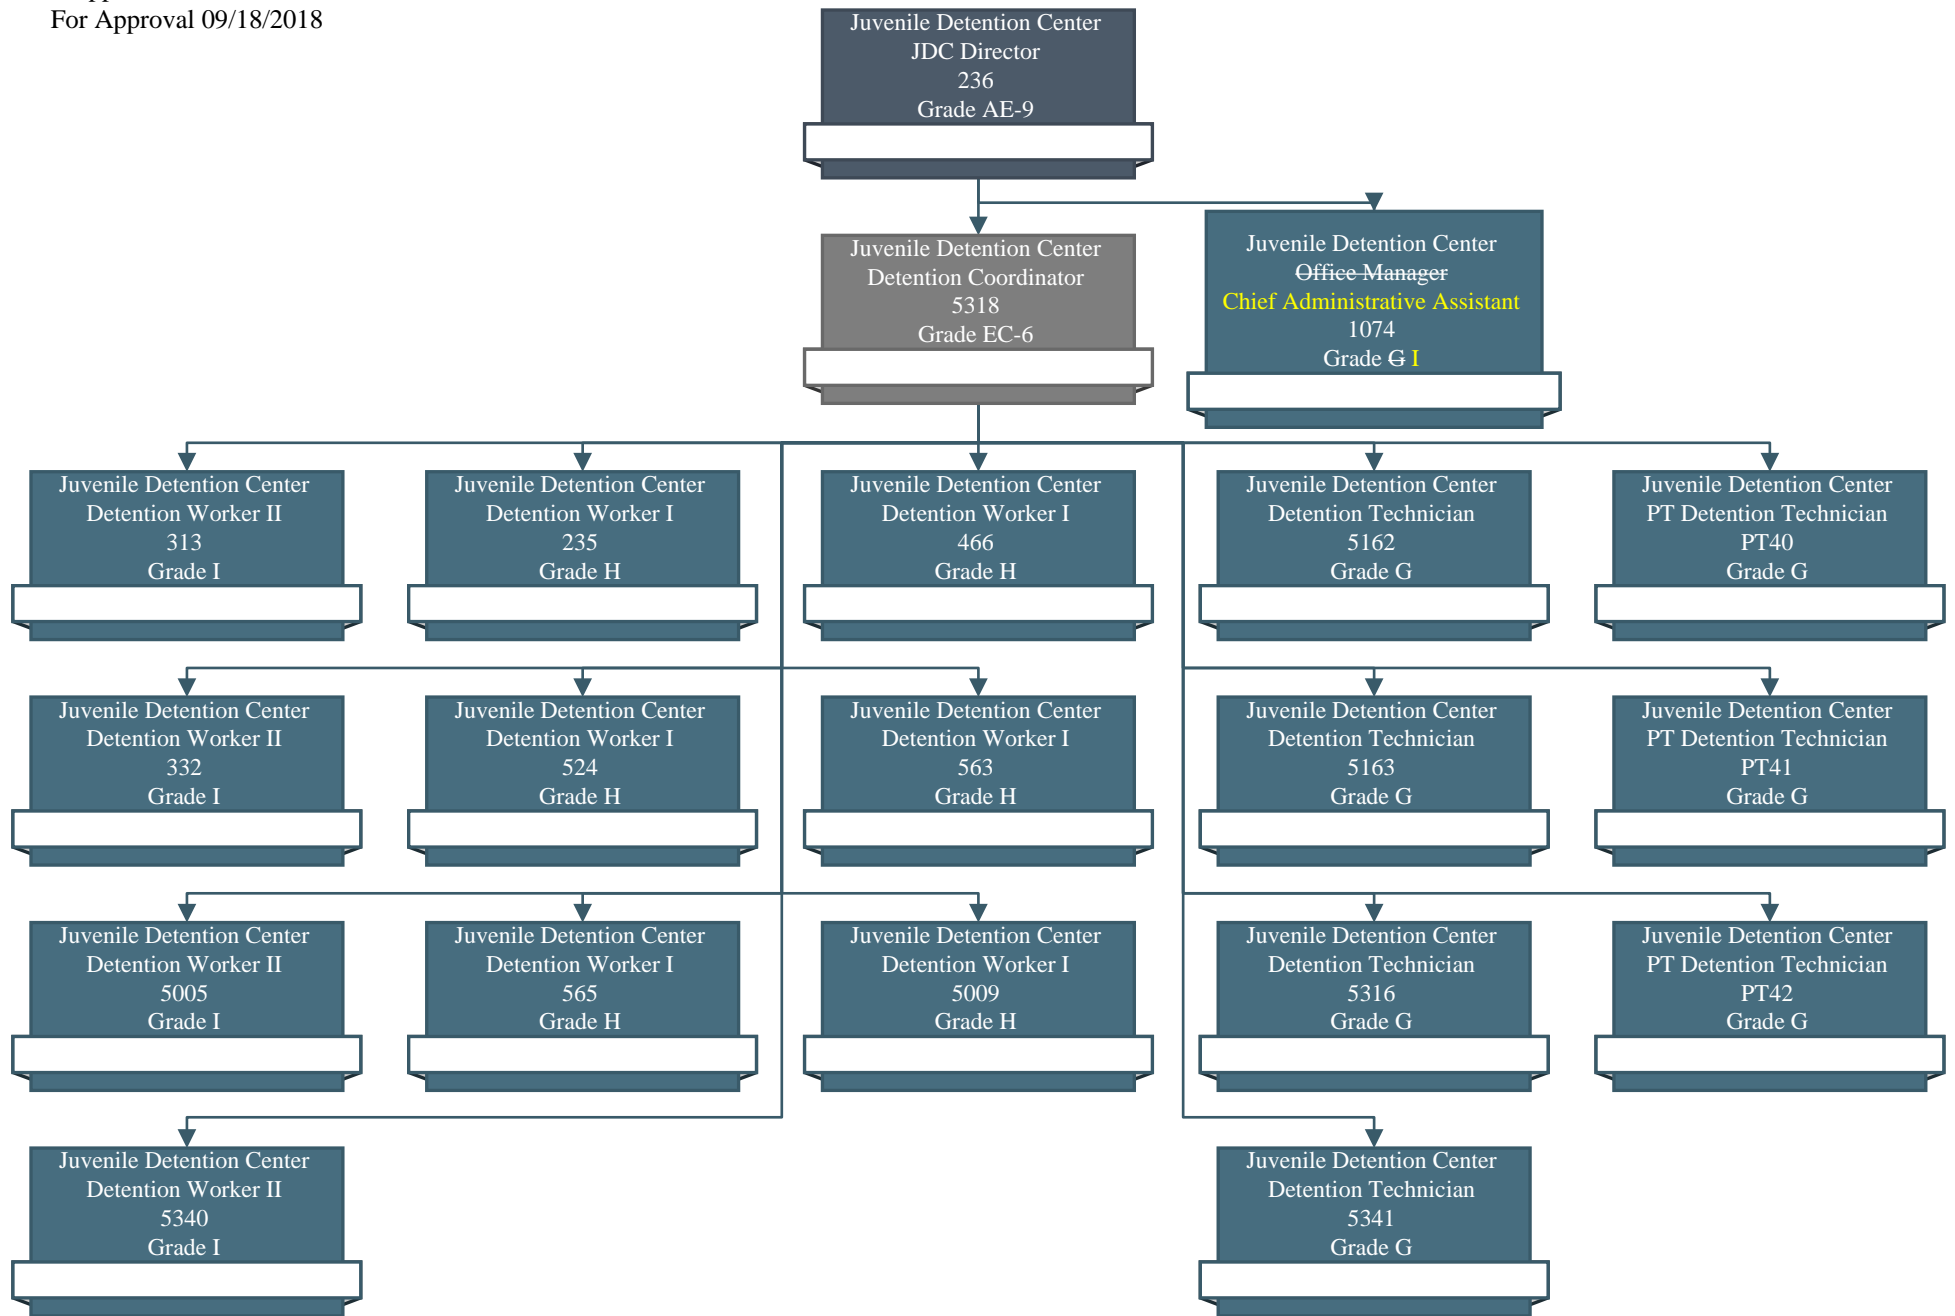 For Approval 09/18/2018
Juvenile Detention Center
JDC Director
236
Grade AE-9
Juvenile Detention Center
Detention Coordinator
5318
Grade EC-6
Juvenile Detention Center
Office Manager
Chief Administrative Assistant
1074
Grade G I
Juvenile Detention Center
Detention Worker II
313
Grade I
Juvenile Detention Center
Detention Worker I
235
Grade H
Juvenile Detention Center
Detention Worker I
466
Grade H
Juvenile Detention Center
Detention Technician
5162
Grade G
Juvenile Detention Center
PT Detention Technician
PT40
Grade G
Juvenile Detention Center
Detention Worker II
332
Grade I
Juvenile Detention Center
Detention Worker I
524
Grade H
Juvenile Detention Center
Detention Worker I
563
Grade H
Juvenile Detention Center
Detention Technician
5163
Grade G
Juvenile Detention Center
PT Detention Technician
PT41
Grade G
Juvenile Detention Center
Detention Worker II
5005
Grade I
Juvenile Detention Center
Detention Worker I
565
Grade H
Juvenile Detention Center
Detention Worker I
5009
Grade H
Juvenile Detention Center
Detention Technician
5316
Grade G
Juvenile Detention Center
PT Detention Technician
PT42
Grade G
Juvenile Detention Center
Detention Worker II
5340
Grade I
Juvenile Detention Center
Detention Technician
5341
Grade G